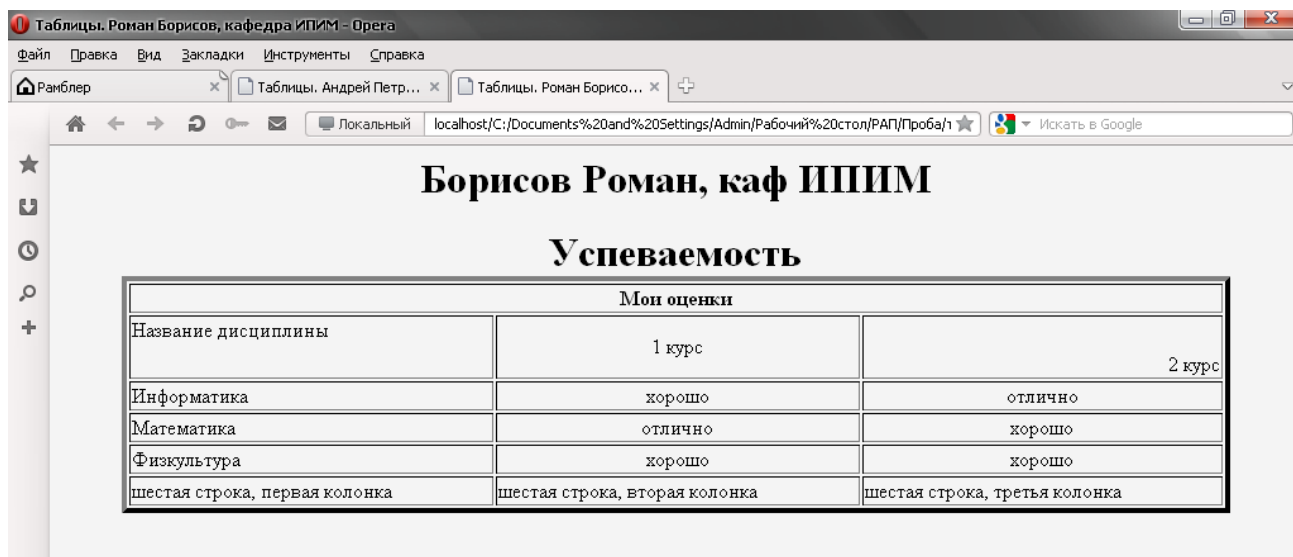 Таблицы. Роман Борисов, кафедра ИПИМ - Opera
Файл Правка Вид Закладки Инструменты Справка
Рамблер Таблицы. Андрей Петр... Таблицы. Роман Борисо...
Локальный localhost/C:/Documents%20and%20Settings/Admin/Рабочий%20стол/РАП/Проба/ Искать в Google
Борисов Роман, каф ИПИМ
Успеваемость
Мои оценки
Название дисциплины 1 курс 2 курс
Информатика хорошо отлично
Математика отлично хорошо
Физкультура хорошо хорошо
шестая строка, первая колонка шестая строка, вторая колонка шестая строка, третья колонка